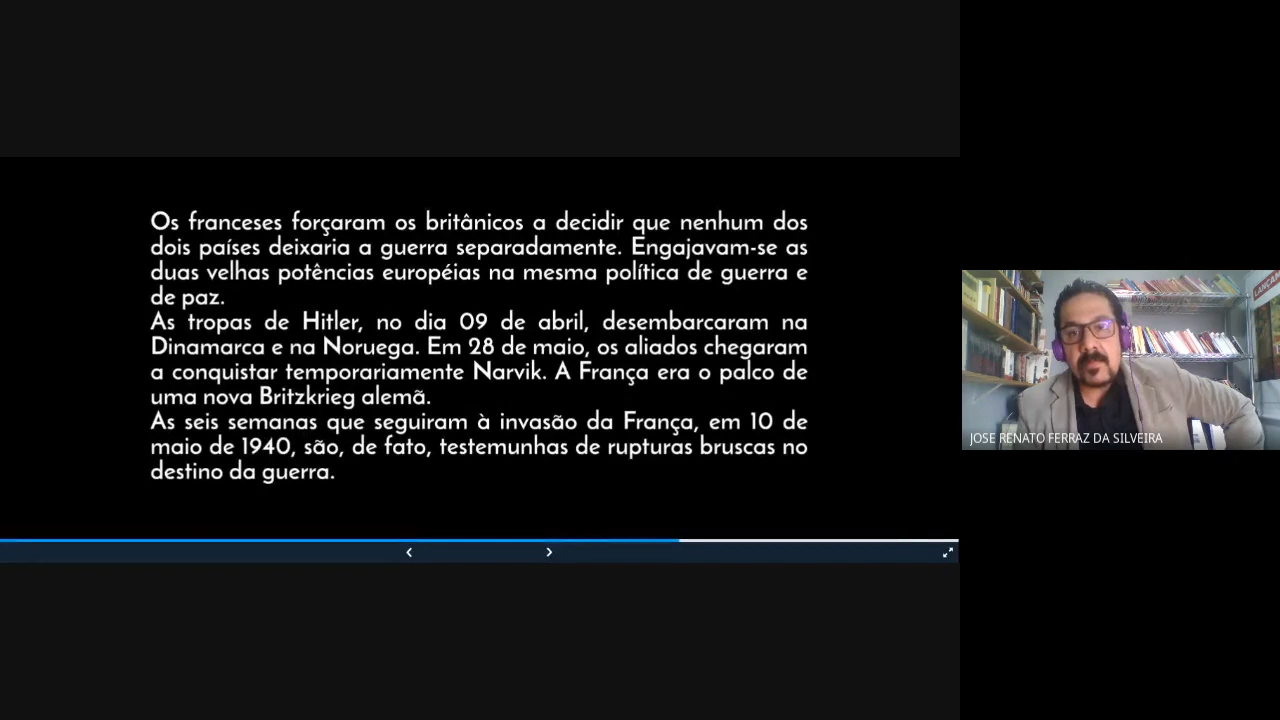 Os franceses forçaram os britânicos a decidir que nenhum dos
dois países deixaria a guerra separadamente. Engajavam-se as
duas velhas potências européias na mesma política de guerra e
de paz.
As tropas de Hitler, no dia 09 de abril, desembarcaram na
Dinamarca e na Noruega. Em 28 de maio, os aliados chegaram
a conquistar temporariamente Narvik. A França era o palco de
uma nova Britzkrieg alemã.
As seis semanas que seguiram à invasão da França, em 10 de
maio de 1940, são, de fato, testemunhas de rupturas bruscas no
destino da guerra.
JOSE RENATO FERRAZ DA SILVEIRA